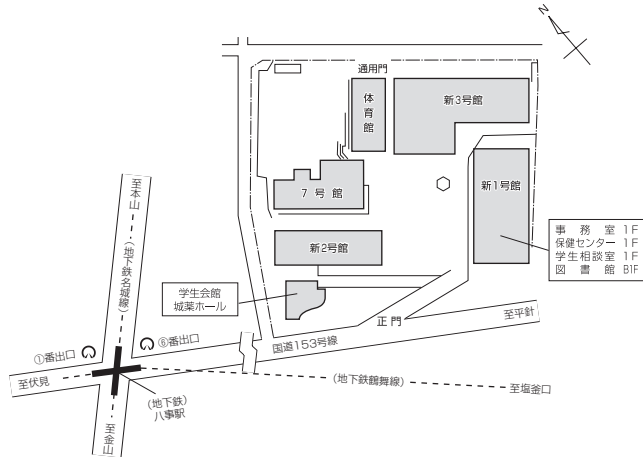 N
通用門
体育館
新3号館
7号館
新1号館
新2号館
事務室 1F
保健センター 1F
学生相談室 1F
図書館 B1F
学生会館
城薬ホール
正門
至本山
(地下鉄名城線)
①番出口
⑥番出口
国道153号線
至平針
至伏見
(地下鉄)
八事駅
(地下鉄鶴舞線)
至塩釜口
至金山